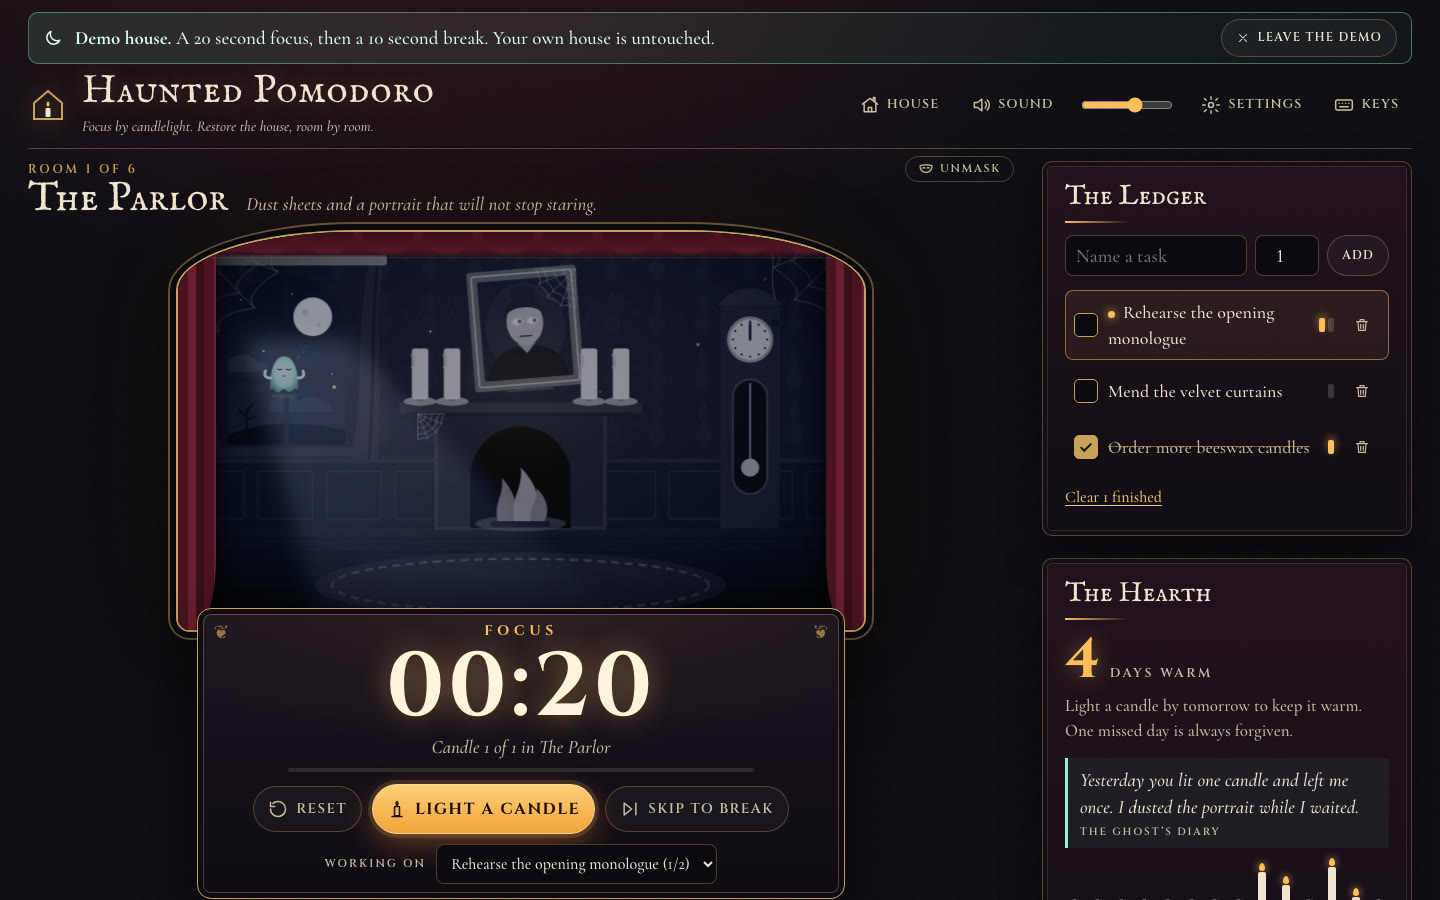 Demo house. A 20 second focus, then a 10 second break. Your own house is untouched.
LEAVE THE DEMO
Haunted Pomodoro
Focus by candlelight. Restore the house, room by room.
HOUSE
SOUND
SETTINGS
KEYS
ROOM 1 OF 6
The Parlor
Dust sheets and a portrait that will not stop staring.
UNMASK
FOCUS
00:20
Candle 1 of 1 in The Parlor
RESET
LIGHT A CANDLE
SKIP TO BREAK
WORKING ON
Rehearse the opening monologue (1/2)
The Ledger
Name a task
1
ADD
Rehearse the opening
monologue
Mend the velvet curtains
Order more beeswax candles
Clear 1 finished
The Hearth
4 DAYS WARM
Light a candle by tomorrow to keep it warm.
One missed day is always forgiven.
Yesterday you lit one candle and left me
once. I dusted the portrait while I waited.
THE GHOST'S DIARY